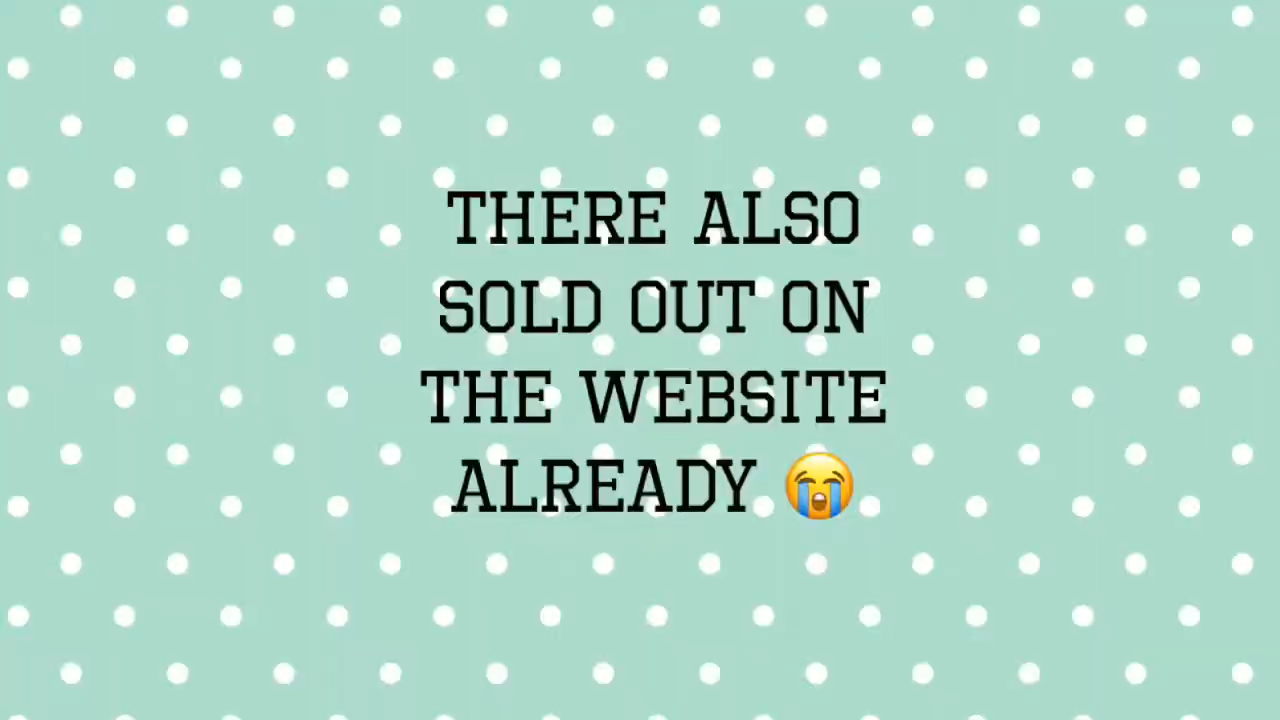 THERE ALSO
SOLD OUT ON
THE WEBSITE
ALREADY 😭